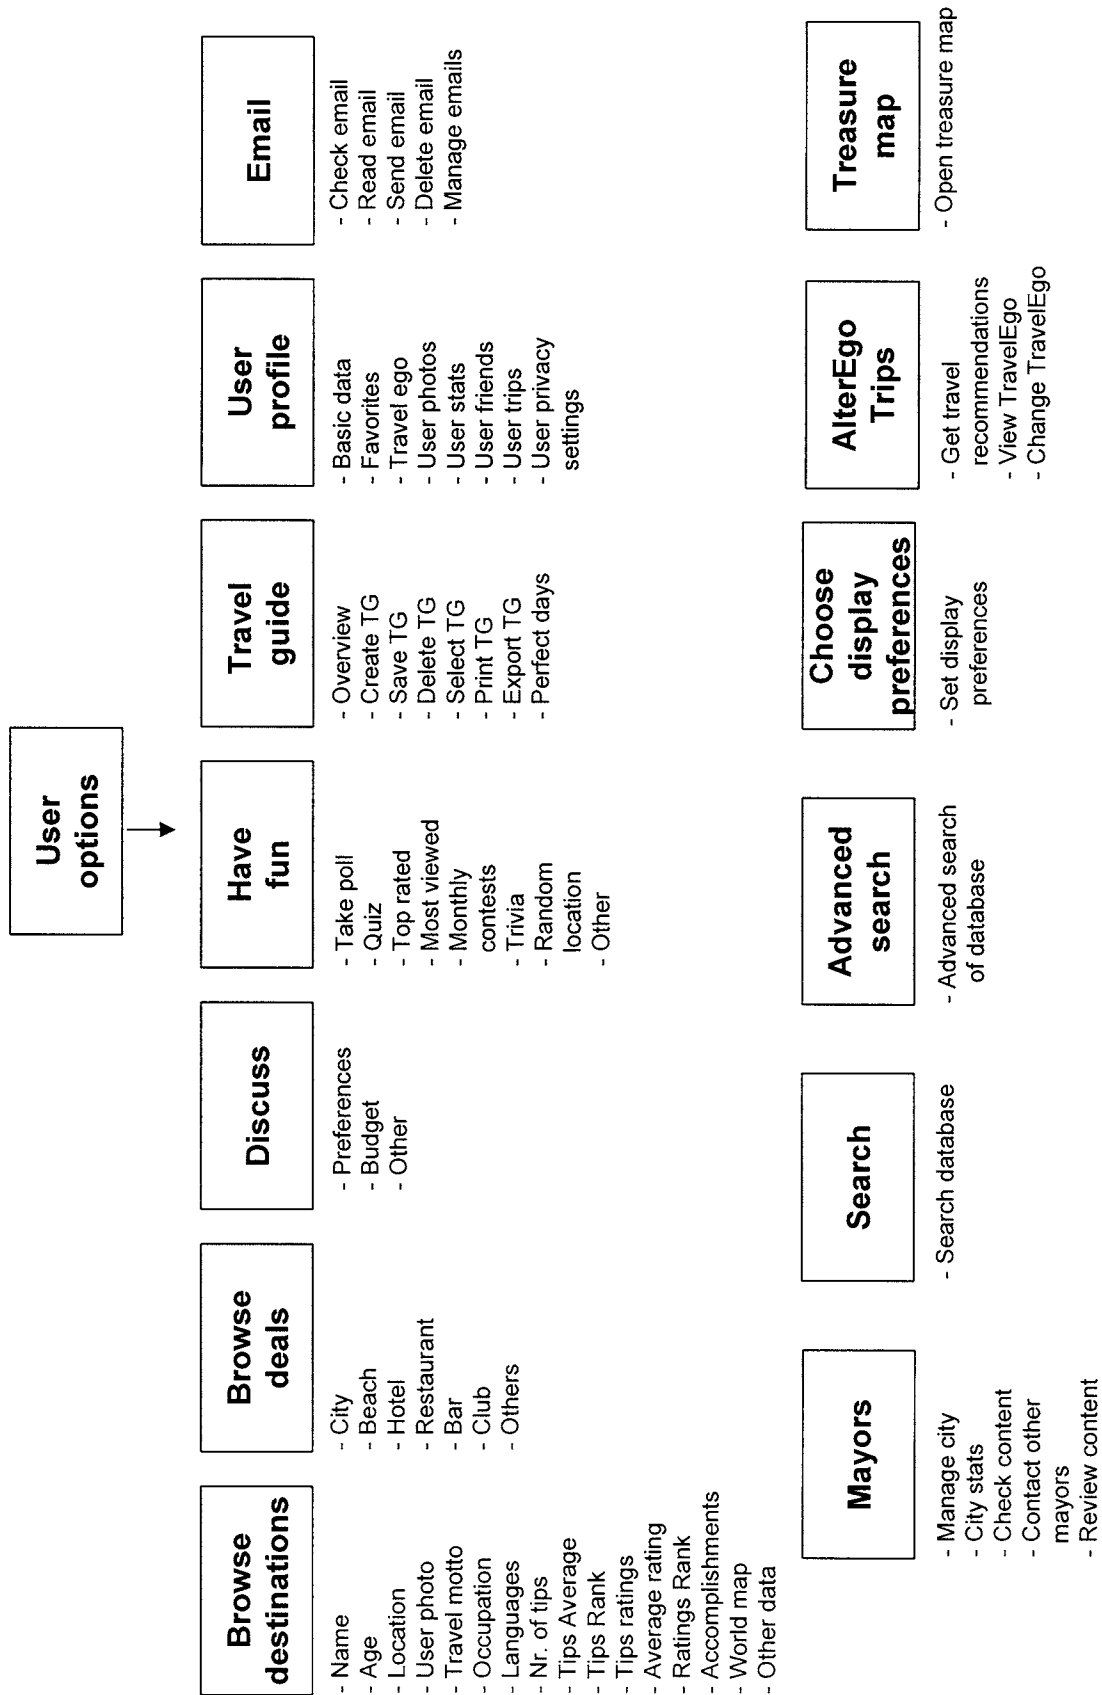 User
options
Browse
destinations
- Name
- Age
- Location
- User photo
- Travel motto
- Occupation
- Languages
- Nr. of tips
- Tips Average
- Tips Rank
- Tips ratings
- Average rating
- Ratings Rank
- Accomplishments
- World map
- Other data
Browse
deals
- City
- Beach
- Hotel
- Restaurant
- Bar
- Club
- Others
Discuss
- Preferences
- Budget
- Other
Have
fun
- Take poll
- Quiz
- Top rated
- Most viewed
- Monthly
contests
- Trivia
- Random
location
- Other
Travel
guide
- Overview
- Create TG
- Save TG
- Delete TG
- Select TG
- Print TG
- Export TG
- Perfect days
User
profile
- Basic data
- Favorites
- Travel ego
- User photos
- User stats
- User friends
- User trips
- User privacy
settings
Email
- Check email
- Read email
- Send email
- Delete email
- Manage emails
Mayors
- Manage city
- City stats
- Check content
- Contact other
mayors
- Review content
Search
- Search database
Advanced
search
- Advanced search
of database
Choose
display
preferences
- Set display
preferences
AlterEgo
Trips
- Get travel
recommendations
- View TravelEgo
- Change TravelEgo
Treasure
map
- Open treasure map